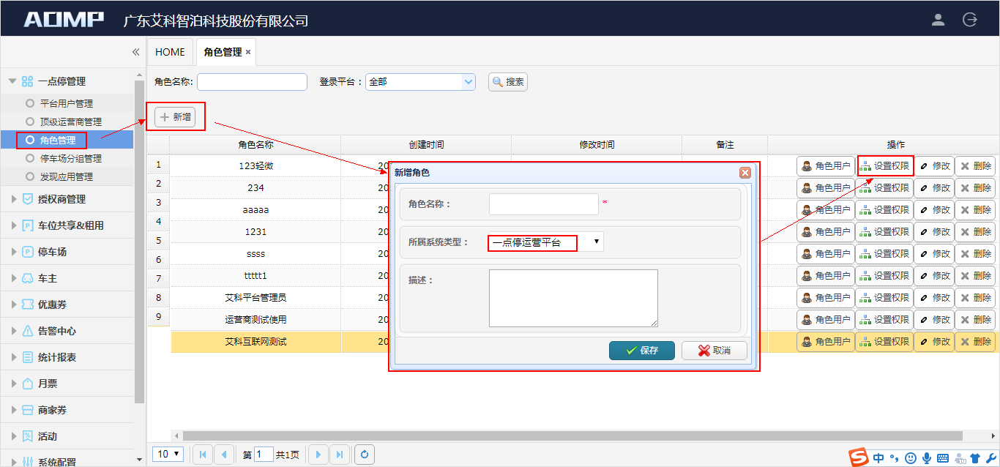 AOMP 广东艾科智泊科技股份有限公司
« HOME 角色管理 ×
角色名称: 登录平台： 全部 搜索
新增
一点停管理
平台用户管理
顶级运营商管理
角色管理
停车场分组管理
发现应用管理
授权商管理
车位共享&租用
停车场
车主
优惠券
告警中心
统计报表
月票
商家券
活动
系统配置
角色名称 创建时间 修改时间 备注 操作
1 123轻微 20 角色用户 设置权限 修改 删除
2 234 20 角色用户 设置权限 修改 删除
3 aaaaa 20 角色用户 设置权限 修改 删除
4 1231 20 角色用户 设置权限 修改 删除
5 ssss 20 角色用户 设置权限 修改 删除
6 ttttt1 20 角色用户 设置权限 修改 删除
7 艾科平台管理员 20 角色用户 设置权限 修改 删除
8 运营商测试使用 20 角色用户 设置权限 修改 删除
9 艾科互联网测试 20 角色用户 设置权限 修改 删除
新增角色
角色名称： *
所属系统类型： 一点停运营平台
描述：
保存 取消
10 第 1 共1页
S 中